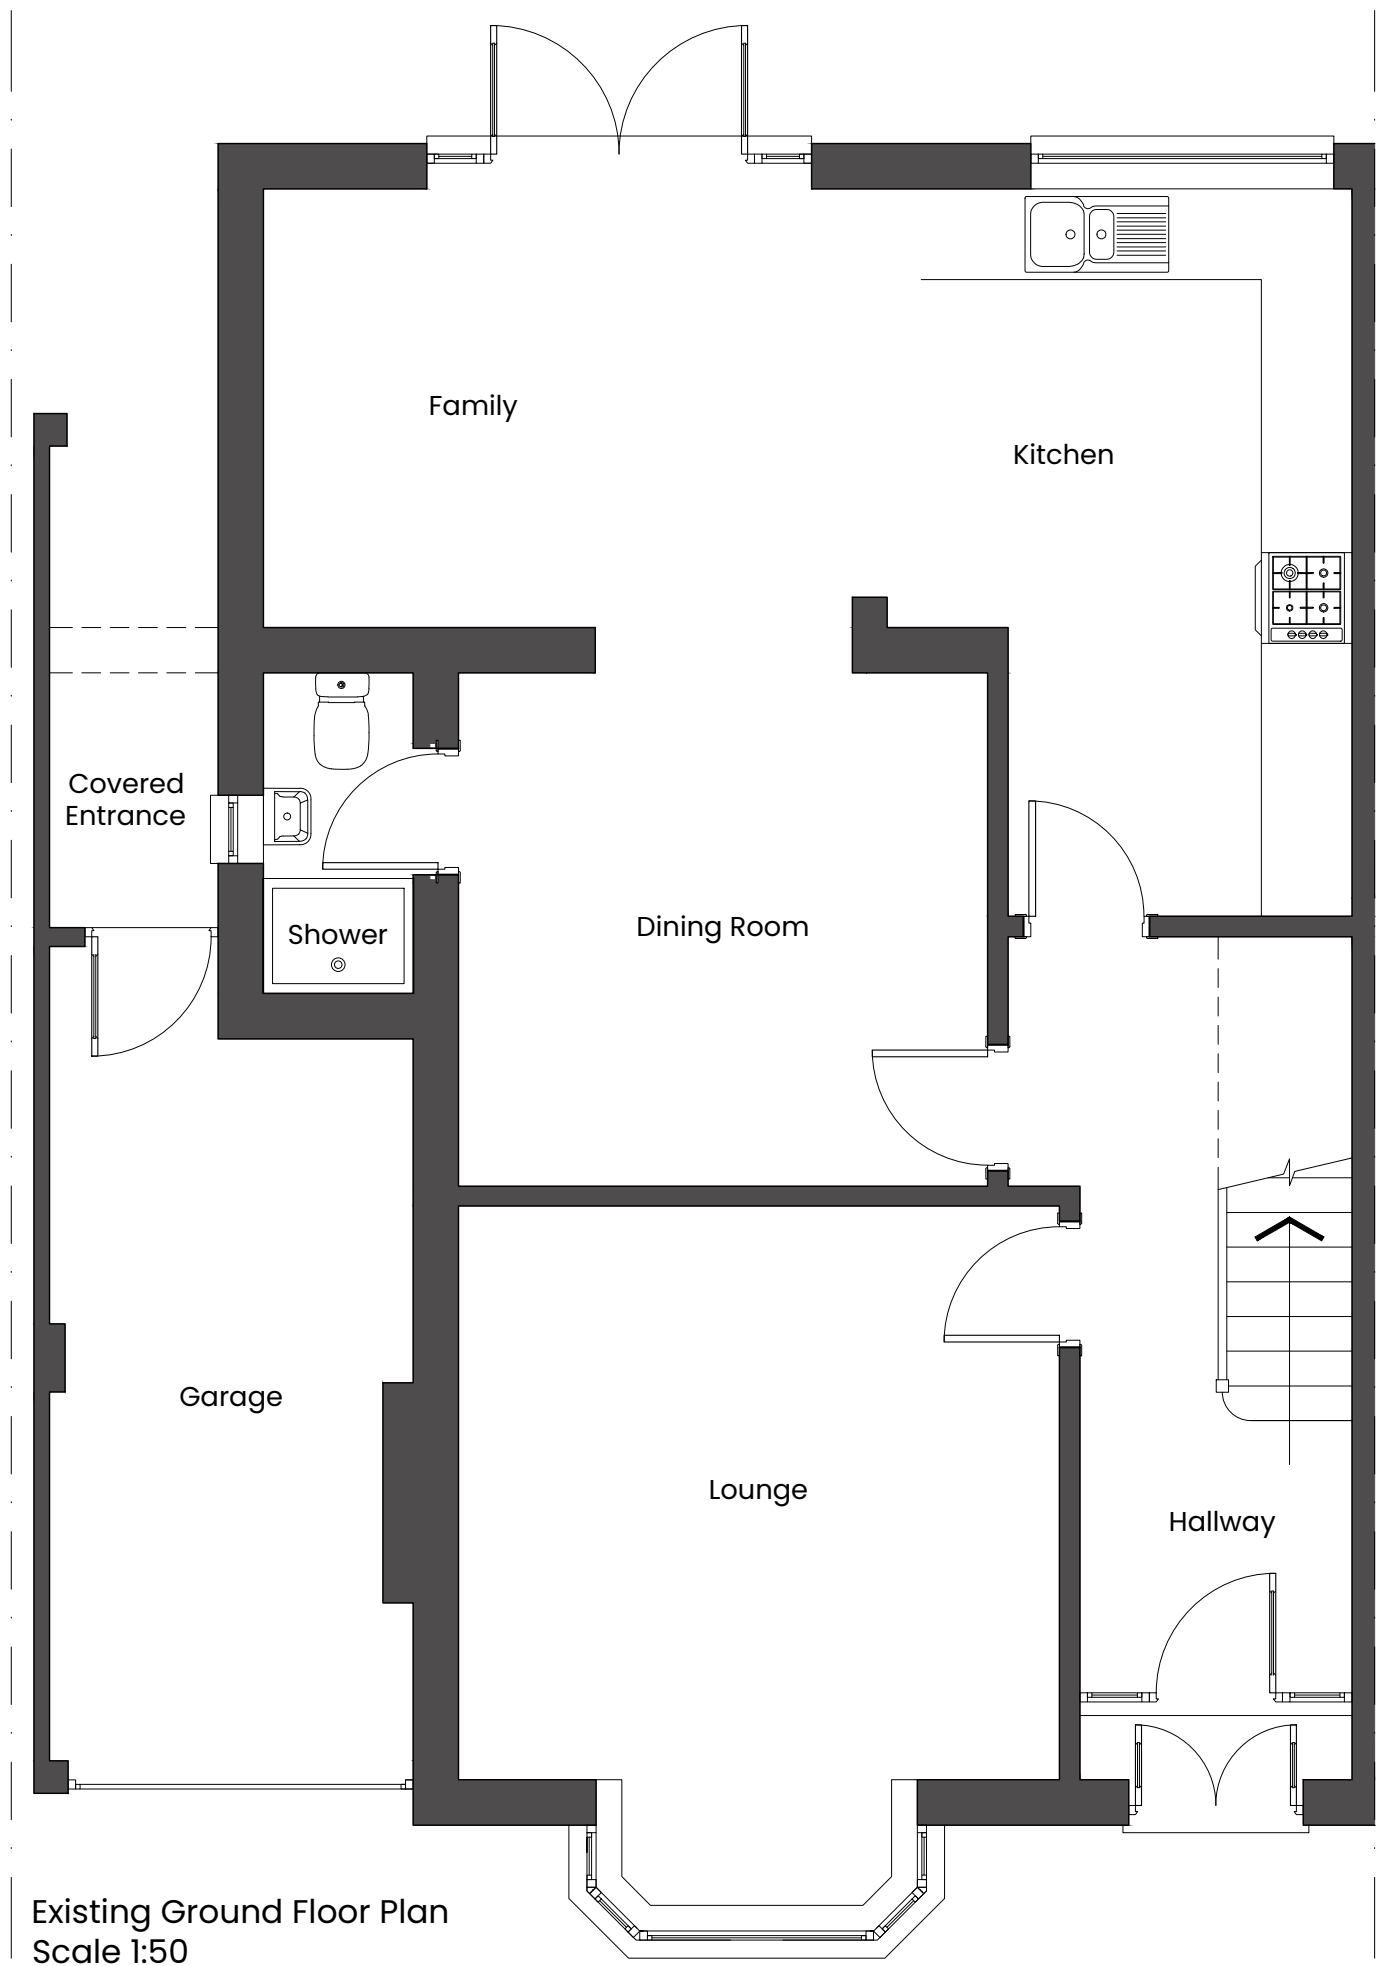 Family
Kitchen
Covered
Entrance
Shower
Dining Room
Garage
Lounge
Hallway
Existing Ground Floor Plan
Scale 1:50